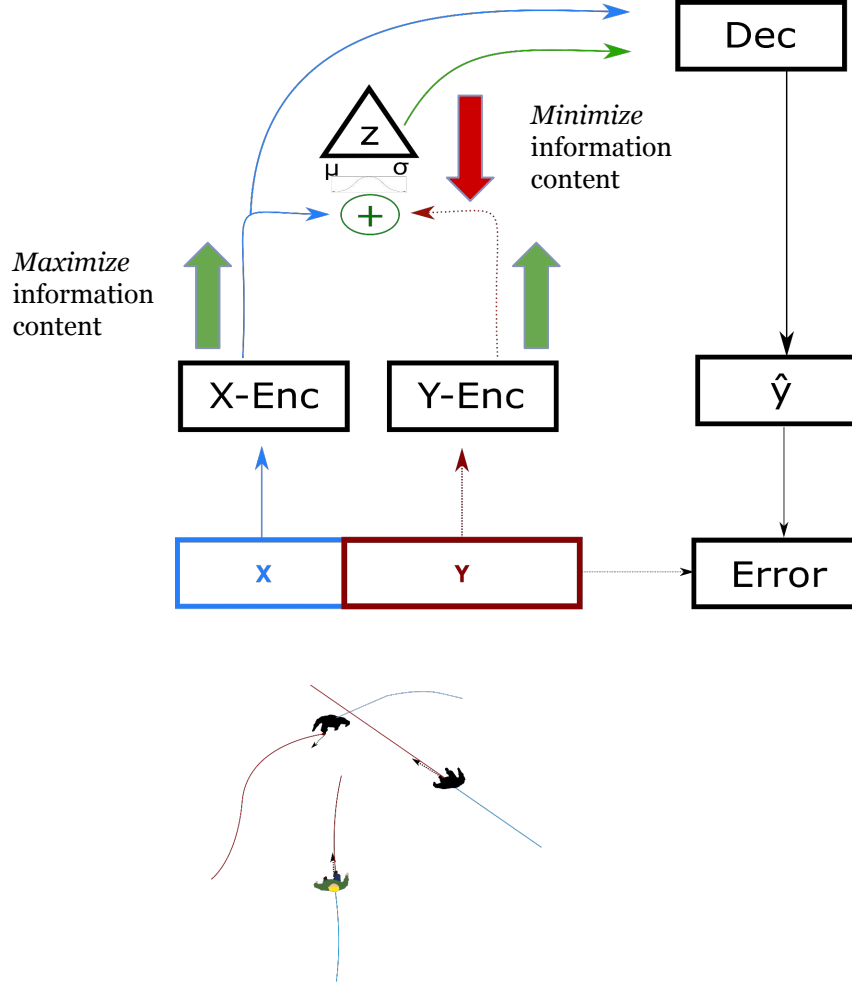 Dec
z
μ σ
Minimize
information
content
+
Maximize
information
content
X-Enc
Y-Enc
ŷ
X
Y
Error